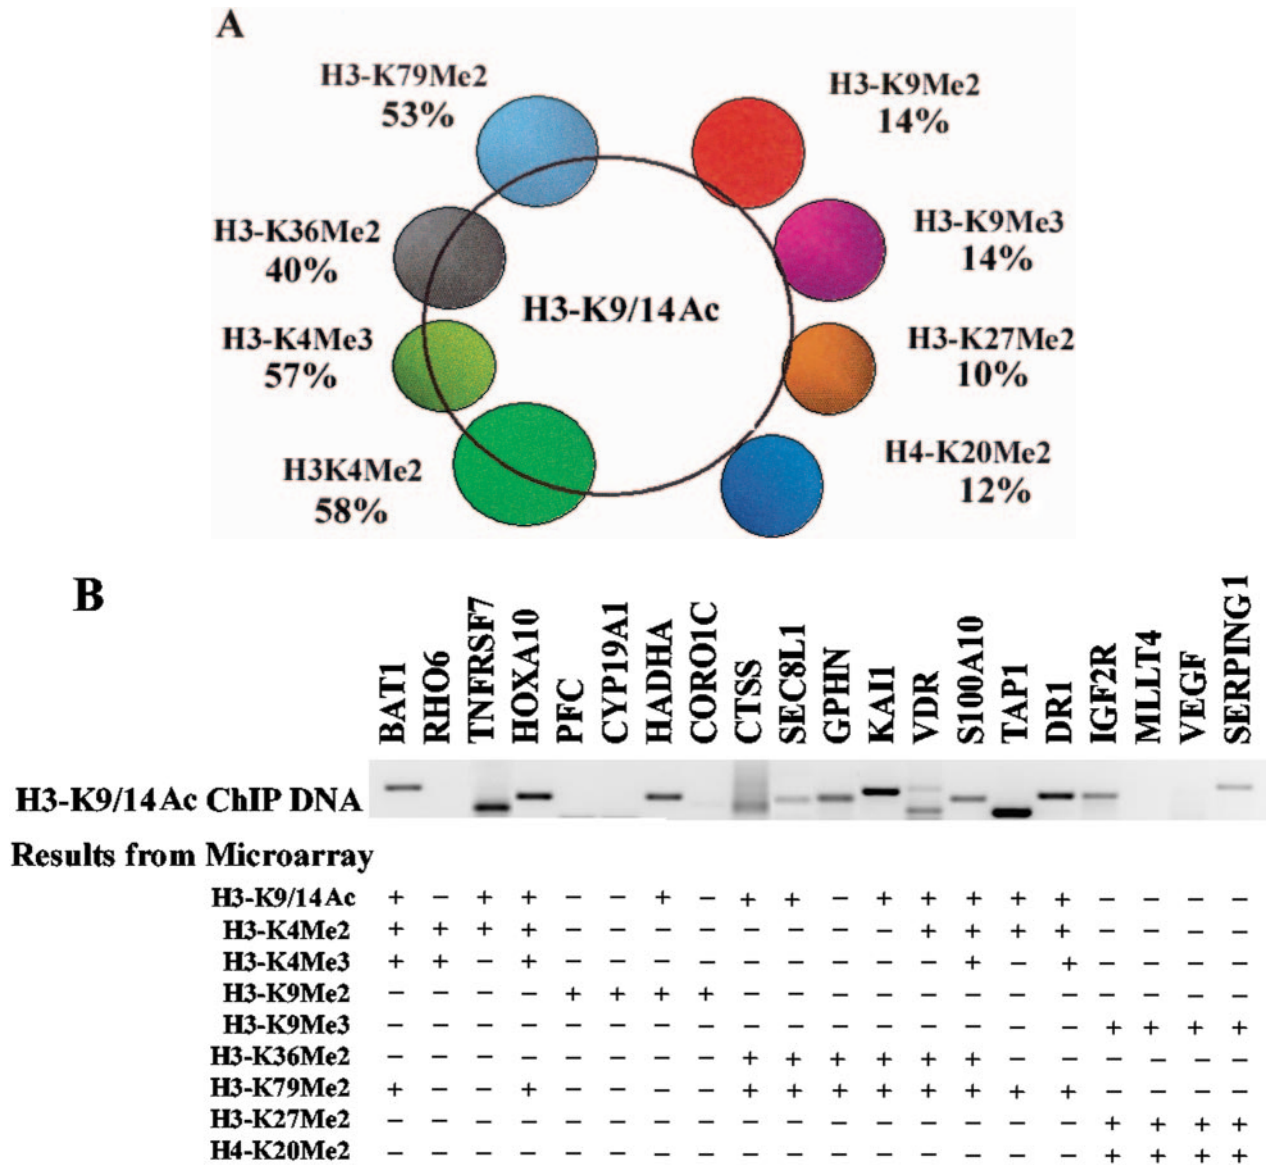 A
H3-K79Me2
53%
H3-K9Me2
14%
H3-K36Me2
40%
H3-K9Me3
14%
H3-K9/14Ac
H3-K4Me3
57%
H3-K27Me2
10%
H3K4Me2
58%
H4-K20Me2
12%
B
BAT1 RHO6 TNFRSF7 HOXA10 PFC CYP19A1 HADHA CORO1C CTSS SEC8L1 GPHN KAI1 VDR S100A10 TAP1 DR1 IGF2R MLLT4 VEGF SERPING1
H3-K9/14Ac ChIP DNA
Results from Microarray
H3-K9/14Ac + − + + − − + − + + − + + + + + − − − −
H3-K4Me2 + + + + − − − − − − − − + + + + − − − −
H3-K4Me3 + + − + − − − − − − − − − + − + − − − −
H3-K9Me2 − − − − + + + + − − − − − − − − − − − −
H3-K9Me3 − − − − − − − − − − − − − − − − + + + +
H3-K36Me2 − − − − − − − − + + + + + + − − − − − −
H3-K79Me2 + − − + − − − − + + + + + + + + − − − −
H3-K27Me2 − − − − − − − − − − − − − − − − + + + +
H4-K20Me2 − − − − − − − − − − − − − − − − + + + +